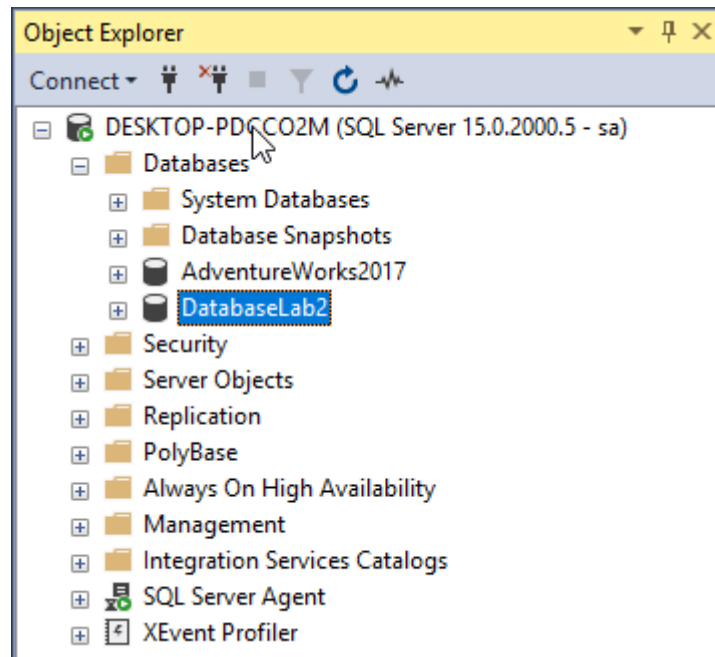 Object Explorer
Connect
DESKTOP-PDCCO2M (SQL Server 15.0.2000.5 - sa)
Databases
System Databases
Database Snapshots
AdventureWorks2017
DatabaseLab2
Security
Server Objects
Replication
PolyBase
Always On High Availability
Management
Integration Services Catalogs
SQL Server Agent
XEvent Profiler